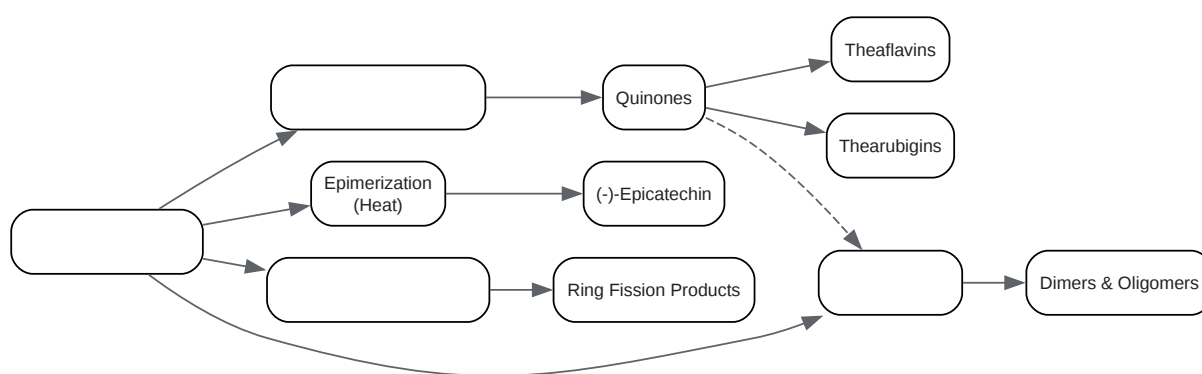 Theaflavins
Quinones
Thearubigins
Epimerization
(Heat)
(-)-Epicatechin
Ring Fission Products
Dimers & Oligomers